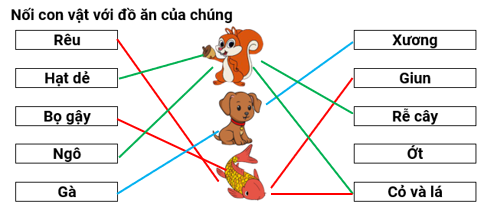 Nối con vật với đồ ăn của chúng
Rêu
Hạt dẻ
Bọ gậy
Ngô
Gà
Xương
Giun
Rễ cây
Ớt
Cỏ và lá